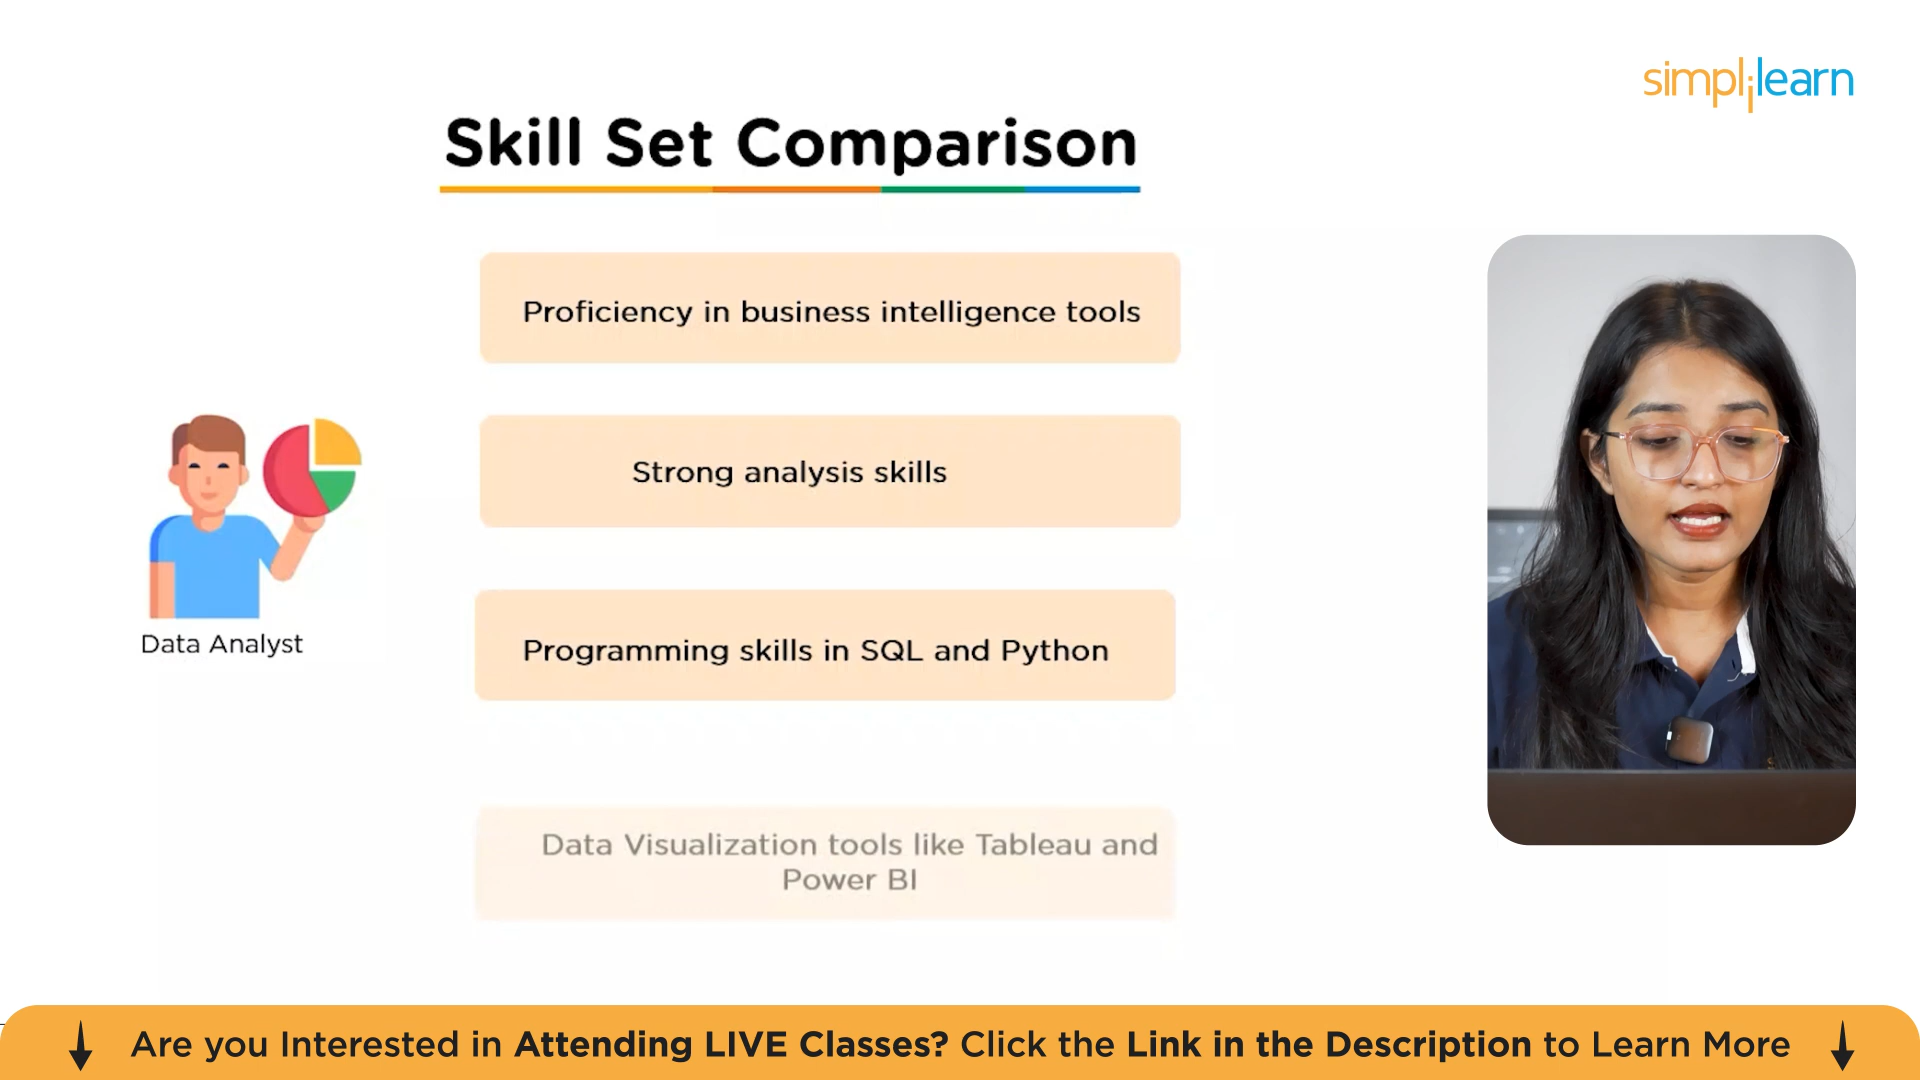 simplilearn
Skill Set Comparison
Proficiency in business intelligence tools
Strong analysis skills
Data Analyst
Programming skills in SQL and Python
Data Visualization tools like Tableau and
Power BI
Are you Interested in Attending LIVE Classes? Click the Link in the Description to Learn More